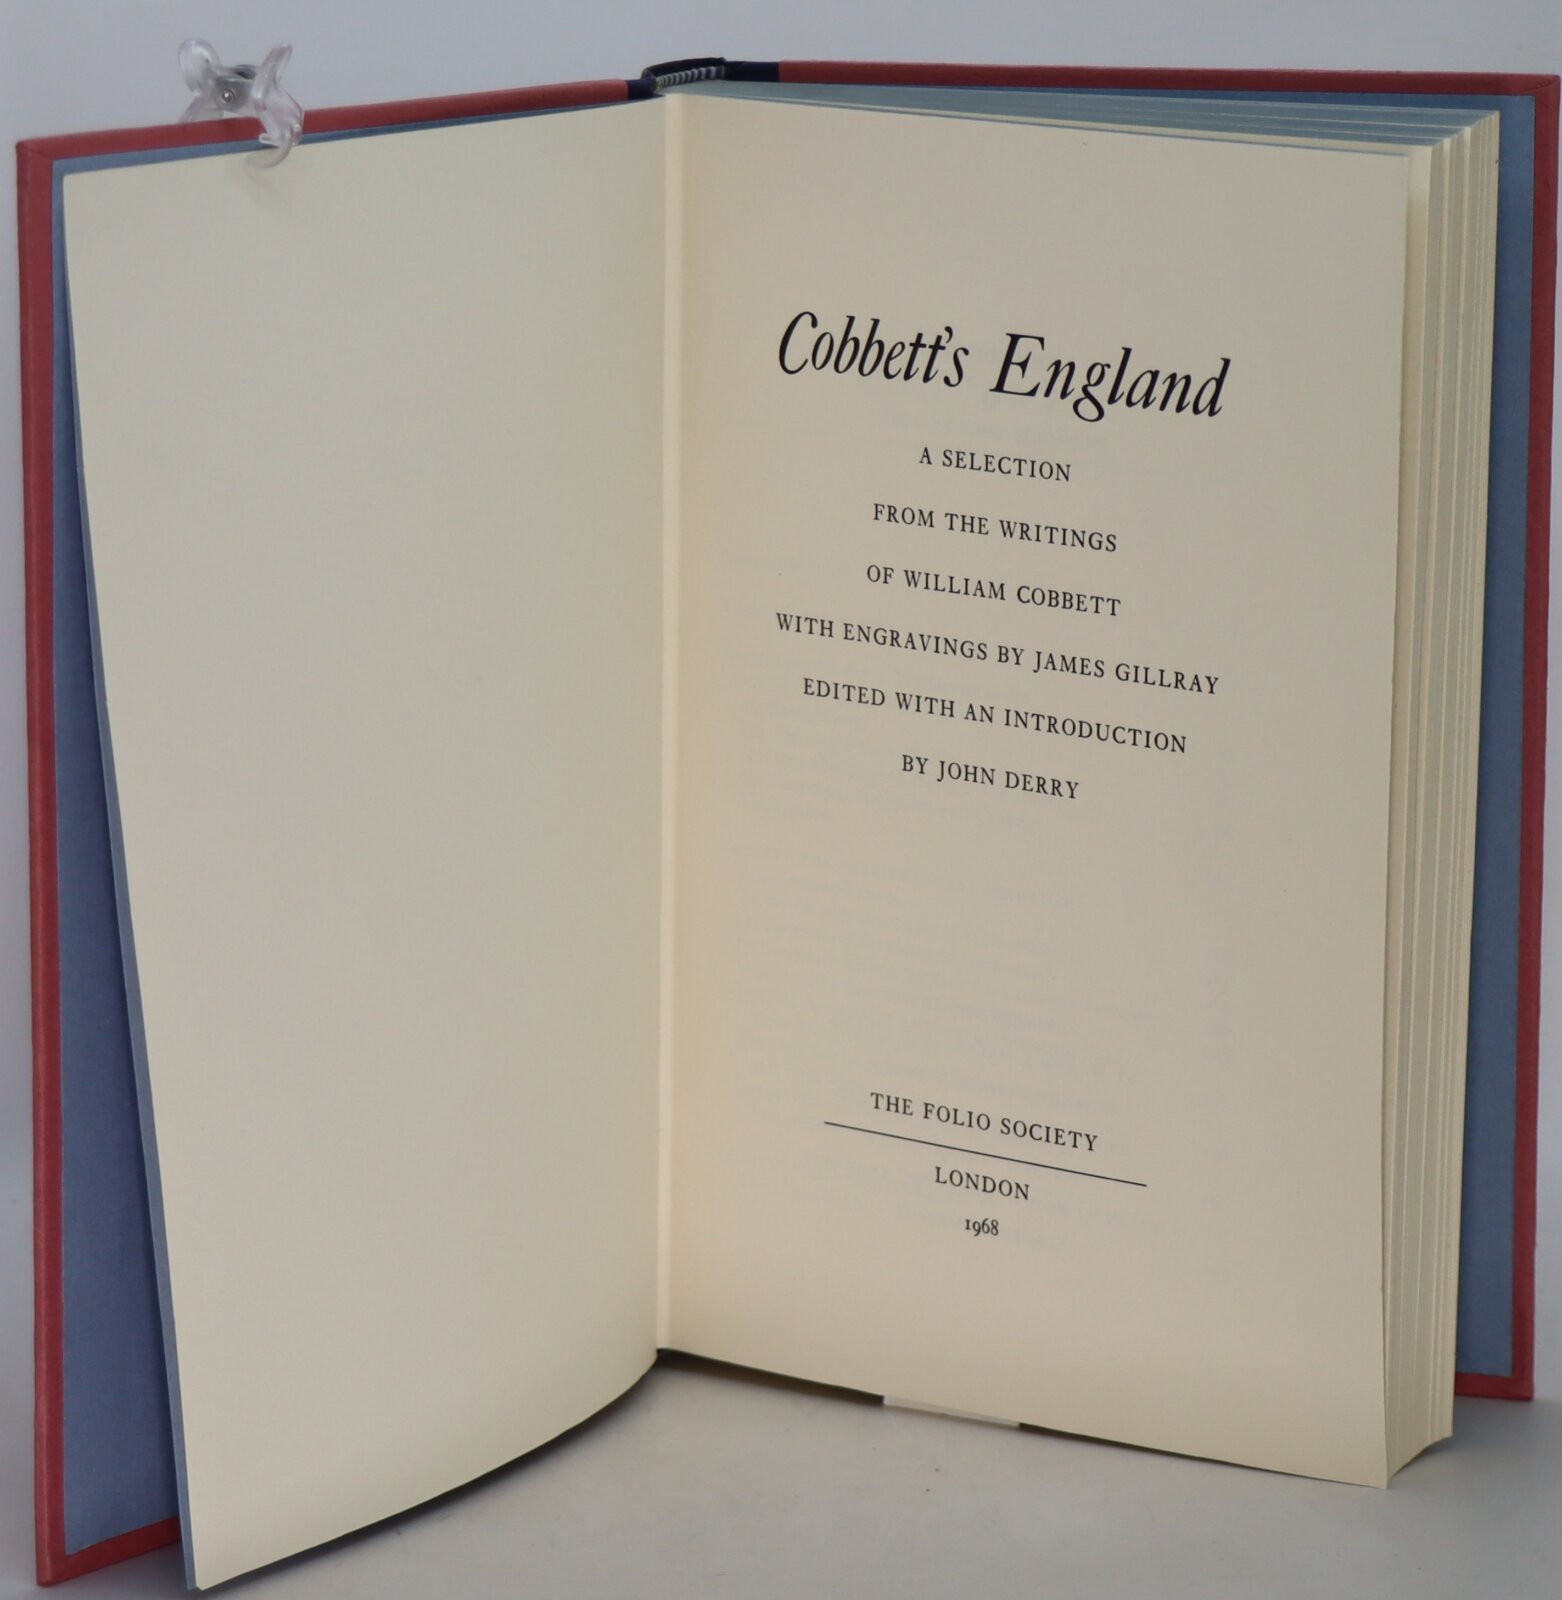 Cobbett's England
A SELECTION
FROM THE WRITINGS
OF WILLIAM COBBETT
WITH ENGRAVINGS BY JAMES GILLRAY
EDITED WITH AN INTRODUCTION
BY JOHN DERRY
THE FOLIO SOCIETY
LONDON
1968